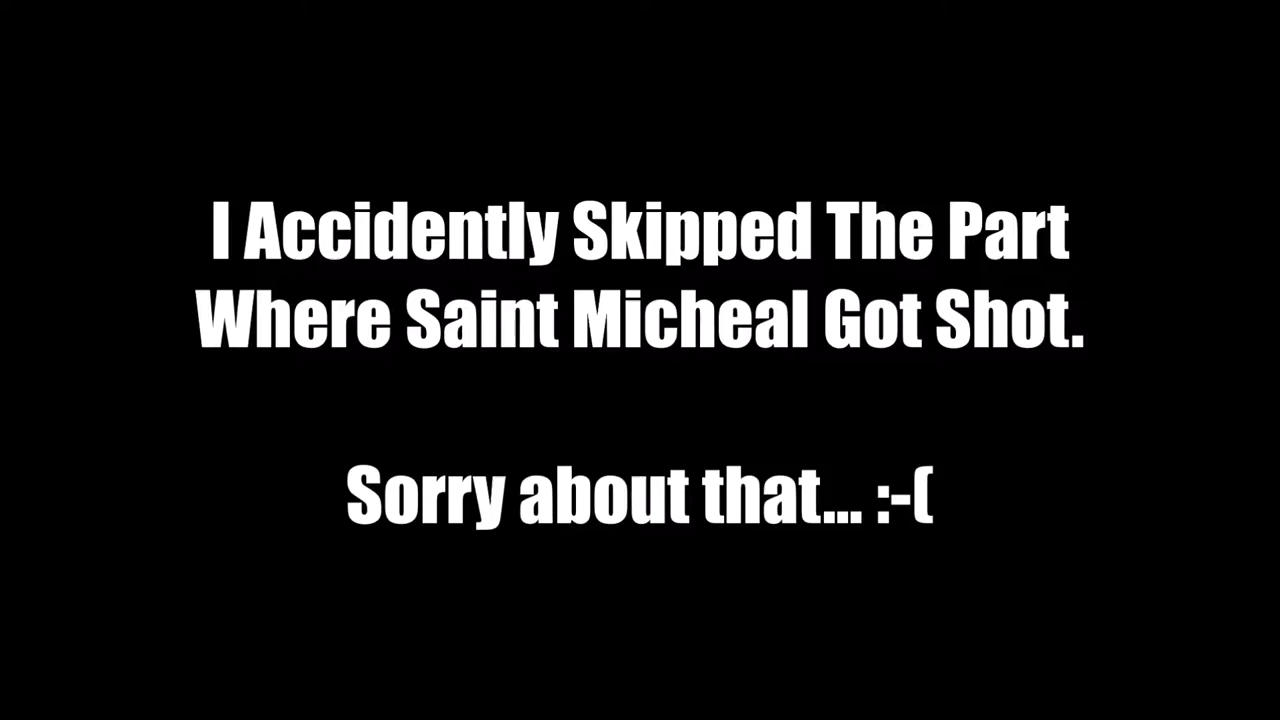 I Accidently Skipped The Part
Where Saint Micheal Got Shot.
Sorry about that... :-(